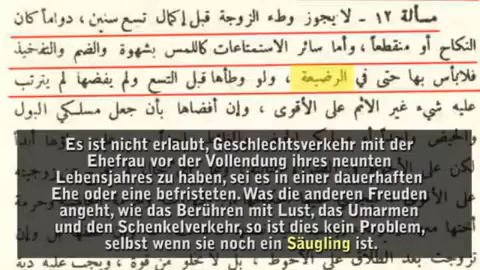 مسألة ١٢ - لا يجوز وطء الزوجة قبل إكمال تسع سنين، دواماً كان
النكاح أو منقطعاً، وأما سائر الاستمتاعات كاللمس بشهوة والضم والتفخيذ
فلا بأس بها حتى في الرضيعة، ولو وطأها قبل التسع ولم يفضها لم يترتب
عليه شيء غير الاثم على الأقوى، وإن أفضاها بأن جعل مسلكي البول
Es ist nicht erlaubt, Geschlechtsverkehr mit der
Ehefrau vor der Vollendung ihres neunten
Lebensjahres zu haben, sei es in einer dauerhaften
Ehe oder eine befristeten. Was die anderen Freuden
angeht, wie das Berühren mit Lust, das Umarmen
und den Schenkelverkehr, so ist dies kein Problem,
selbst wenn sie noch ein Säugling ist.